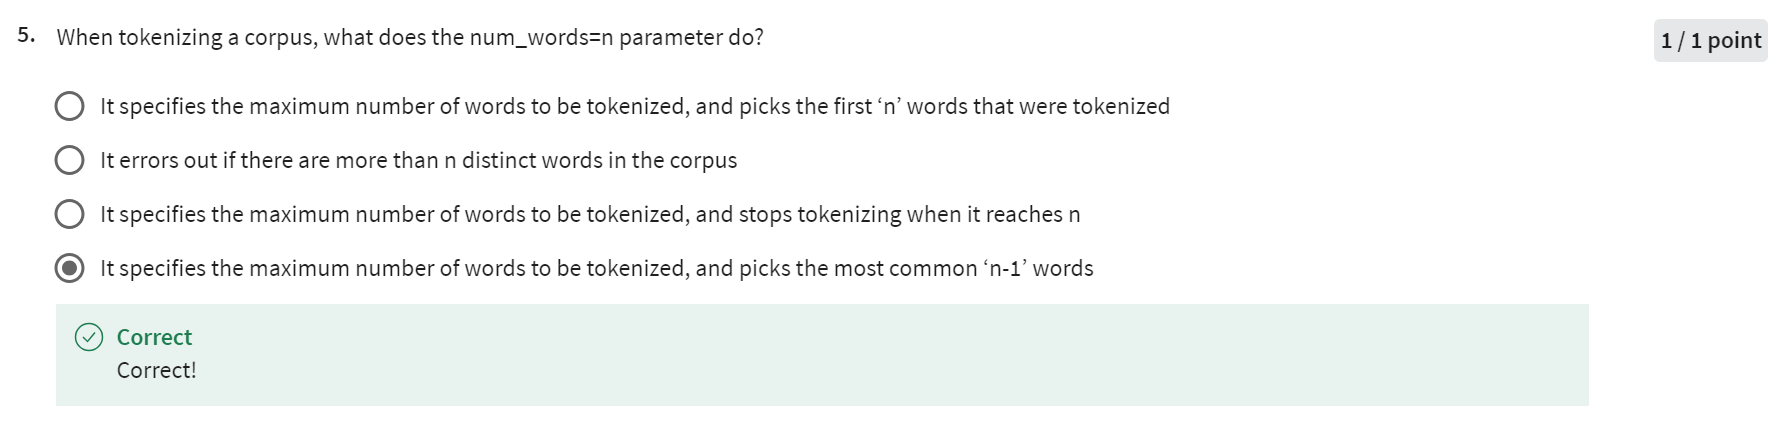 5. When tokenizing a corpus, what does the num_words=n parameter do?
1 / 1 point
It specifies the maximum number of words to be tokenized, and picks the first ‘n’ words that were tokenized
It errors out if there are more than n distinct words in the corpus
It specifies the maximum number of words to be tokenized, and stops tokenizing when it reaches n
It specifies the maximum number of words to be tokenized, and picks the most common ‘n-1’ words
Correct
Correct!